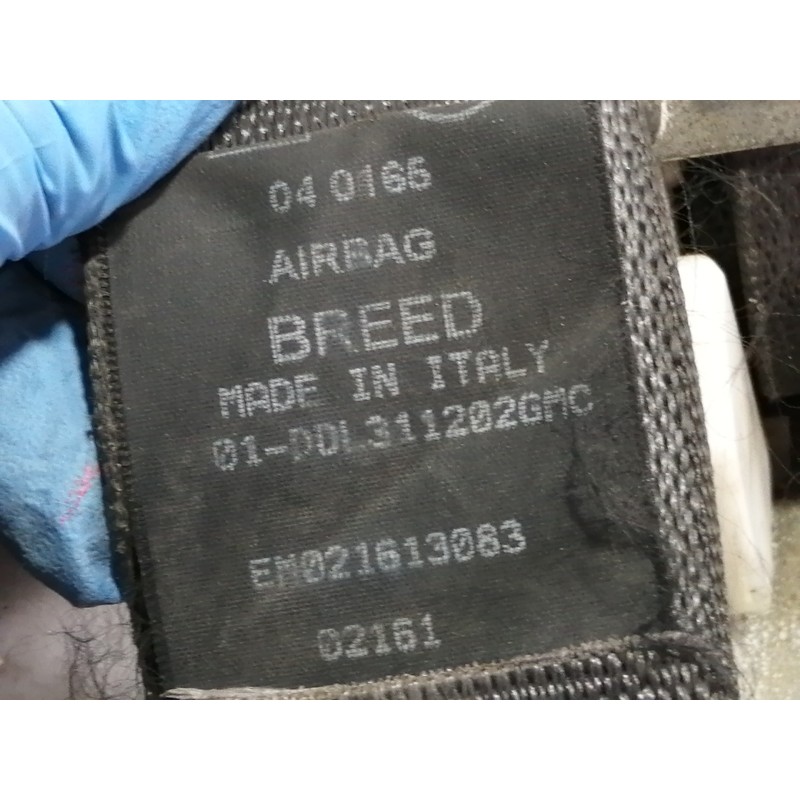 04 0166
AIRBAG
BREED
MADE IN ITALY
01-DDL311202GMC
EM021613083
02161